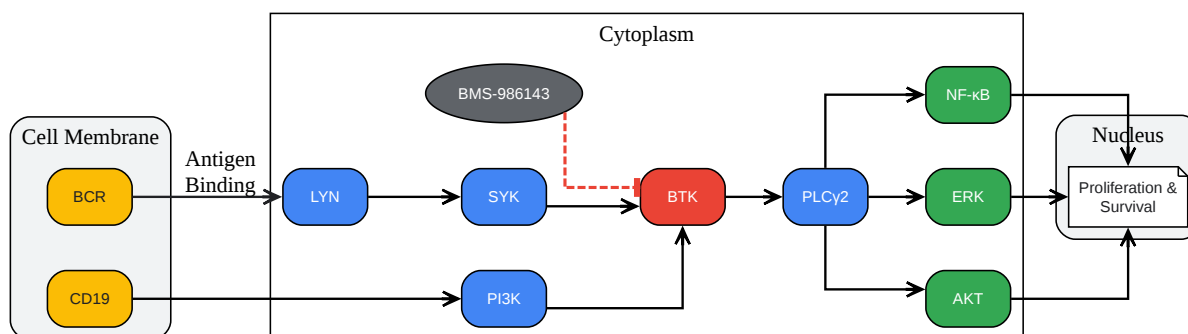 Cytoplasm
BMS-986143
NF-κB
Cell Membrane
Nucleus
Antigen
Binding
BCR
LYN
SYK
BTK
PLCγ2
ERK
Proliferation &
Survival
CD19
PI3K
AKT